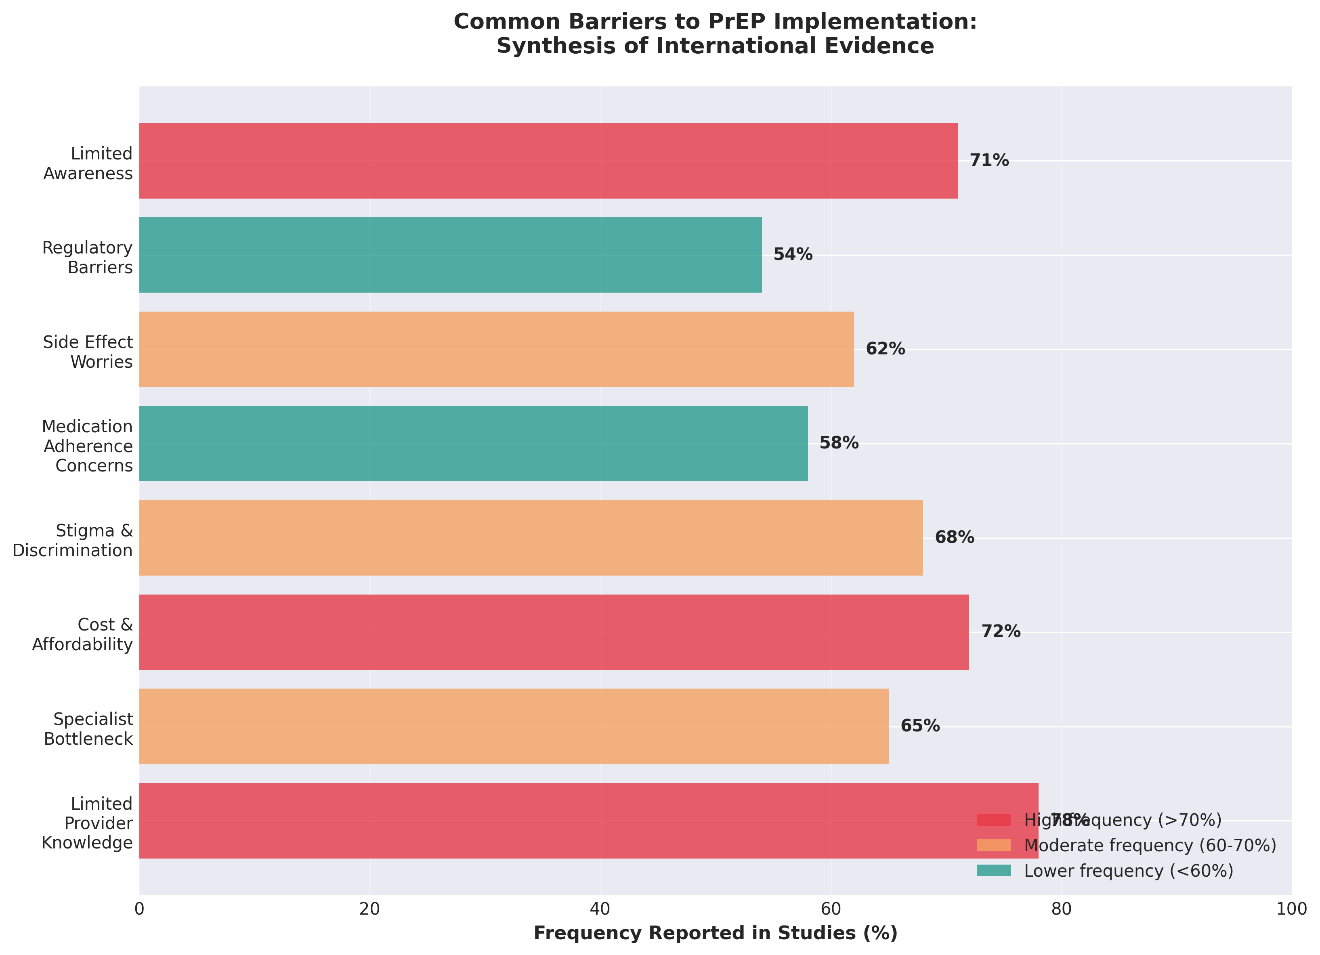 Common Barriers to PrEP Implementation:
Synthesis of International Evidence
Limited
Awareness
71%
Regulatory
Barriers
54%
Side Effect
Worries
62%
Medication
Adherence
Concerns
58%
Stigma &
Discrimination
68%
Cost &
Affordability
72%
Specialist
Bottleneck
65%
Limited
Provider
Knowledge
78%
High frequency (>70%)
Moderate frequency (60-70%)
Lower frequency (<60%)
0 20 40 60 80 100
Frequency Reported in Studies (%)